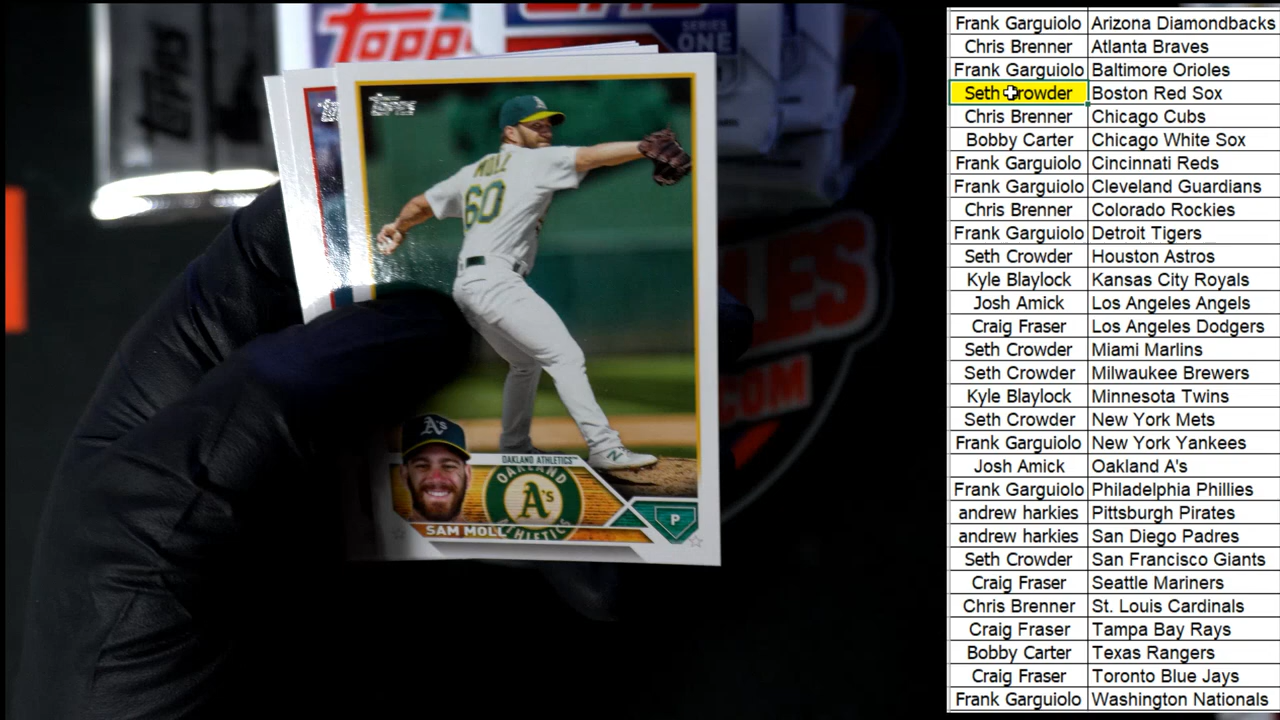 Topps
SERIES
ONE
Topps
MOLL
60
A's
OAKLAND ATHLETICS™
OAKLAND
A's
ATHLETICS
SAM MOLL
P
.COM
Frank Garguiolo Arizona Diamondbacks
Chris Brenner Atlanta Braves
Frank Garguiolo Baltimore Orioles
Seth Crowder Boston Red Sox
Chris Brenner Chicago Cubs
Bobby Carter Chicago White Sox
Frank Garguiolo Cincinnati Reds
Frank Garguiolo Cleveland Guardians
Chris Brenner Colorado Rockies
Frank Garguiolo Detroit Tigers
Seth Crowder Houston Astros
Kyle Blaylock Kansas City Royals
Josh Amick Los Angeles Angels
Craig Fraser Los Angeles Dodgers
Seth Crowder Miami Marlins
Seth Crowder Milwaukee Brewers
Kyle Blaylock Minnesota Twins
Seth Crowder New York Mets
Frank Garguiolo New York Yankees
Josh Amick Oakland A's
Frank Garguiolo Philadelphia Phillies
andrew harkies Pittsburgh Pirates
andrew harkies San Diego Padres
Seth Crowder San Francisco Giants
Craig Fraser Seattle Mariners
Chris Brenner St. Louis Cardinals
Craig Fraser Tampa Bay Rays
Bobby Carter Texas Rangers
Craig Fraser Toronto Blue Jays
Frank Garguiolo Washington Nationals